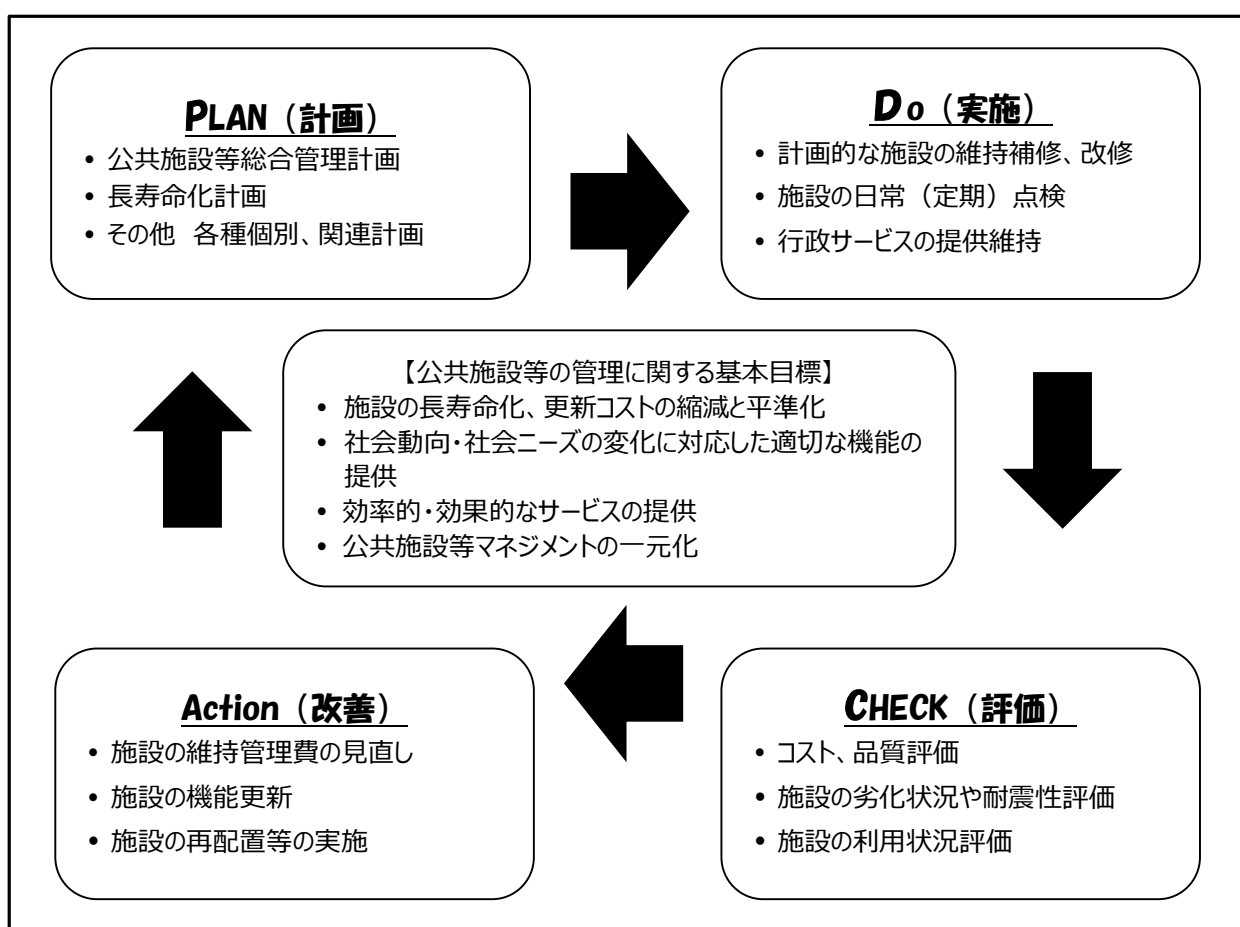 PLAN（計画）
• 公共施設等総合管理計画
• 長寿命化計画
• その他　各種個別、関連計画
Do（実施）
• 計画的な施設の維持補修、改修
• 施設の日常（定期）点検
• 行政サービスの提供維持
【公共施設等の管理に関する基本目標】
• 施設の長寿命化、更新コストの縮減と平準化
• 社会動向・社会ニーズの変化に対応した適切な機能の
提供
• 効率的・効果的なサービスの提供
• 公共施設等マネジメントの一元化
Action（改善）
• 施設の維持管理費の見直し
• 施設の機能更新
• 施設の再配置等の実施
CHECK（評価）
• コスト、品質評価
• 施設の劣化状況や耐震性評価
• 施設の利用状況評価